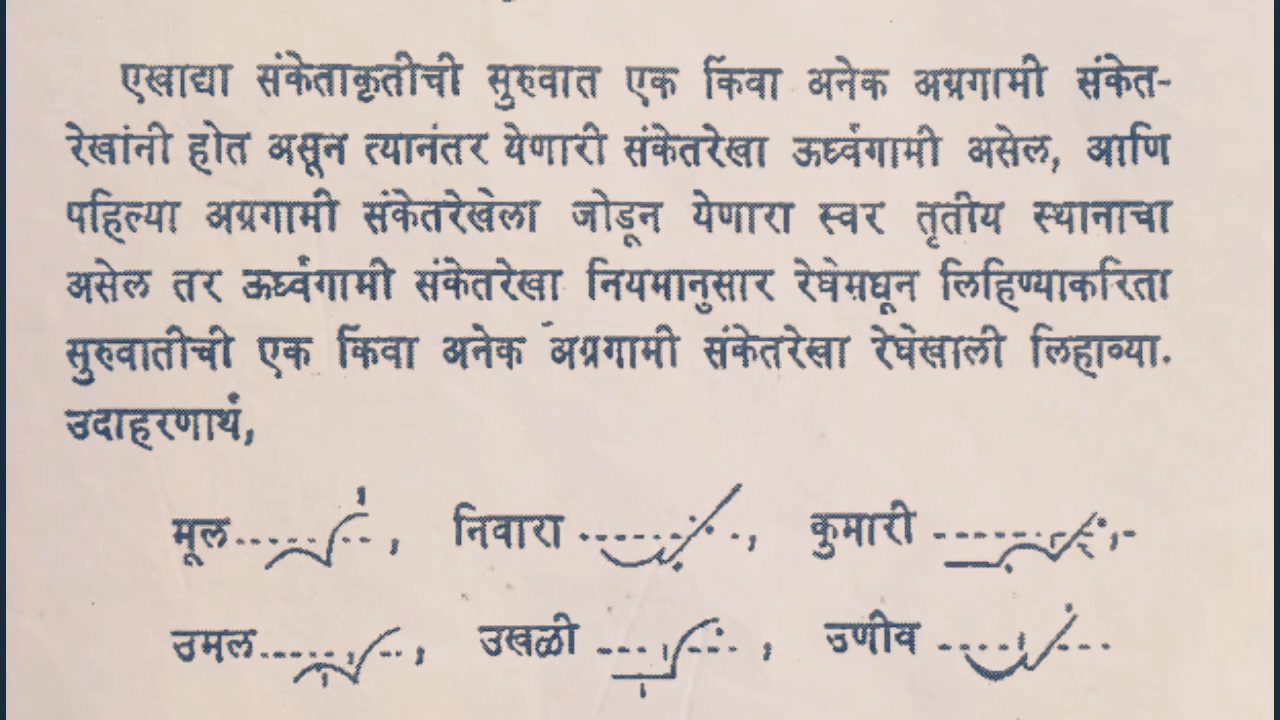 एखाद्या संकेताकृतीची सुरुवात एक किंवा अनेक अग्रगामी संकेत-
रेखांनी होत असून त्यानंतर येणारी संकेतरेखा ऊर्ध्वगामी असेल, आणि
पहिल्या अग्रगामी संकेतरेखेला जोडून येणारा स्वर तृतीय स्थानाचा
असेल तर ऊर्ध्वगामी संकेतरेखा नियमानुसार रेघेमधून लिहिण्याकरिता
सुरुवातीची एक किंवा अनेक अग्रगामी संकेतरेखा रेघेखाली लिहाव्या.
उदाहरणार्थ,
मूल....., निवारा ....., कुमारी .....
उमल....., उखळी ....., उणीव .....